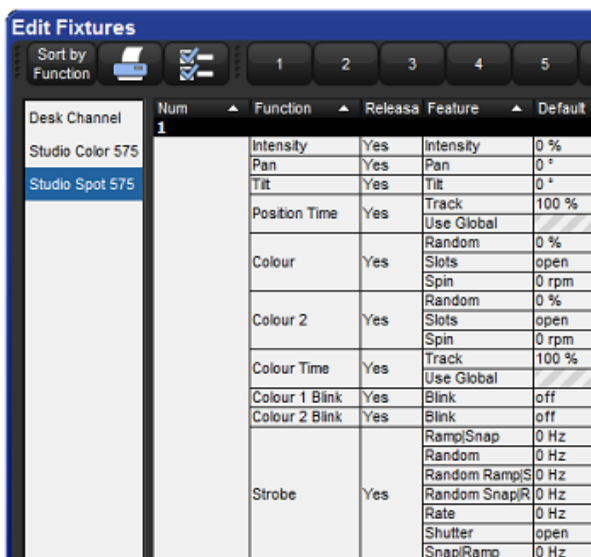 Edit Fixtures
Sort by
Function
1 2 3 4 5
Desk Channel
Studio Color 575
Studio Spot 575
Num Function Releasa Feature Default
1
Intensity Yes Intensity 0 %
Pan Yes Pan 0 °
Tilt Yes Tilt 0 °
Position Time Yes Track 100 %
Use Global
Colour Yes Random 0 %
Slots open
Spin 0 rpm
Colour 2 Yes Random 0 %
Slots open
Spin 0 rpm
Colour Time Yes Track 100 %
Use Global
Colour 1 Blink Yes Blink off
Colour 2 Blink Yes Blink off
Strobe Yes Ramp|Snap 0 Hz
Random 0 Hz
Random Ramp|S 0 Hz
Random Snap|R 0 Hz
Rate 0 Hz
Shutter open
Snap|Ramp 0 Hz